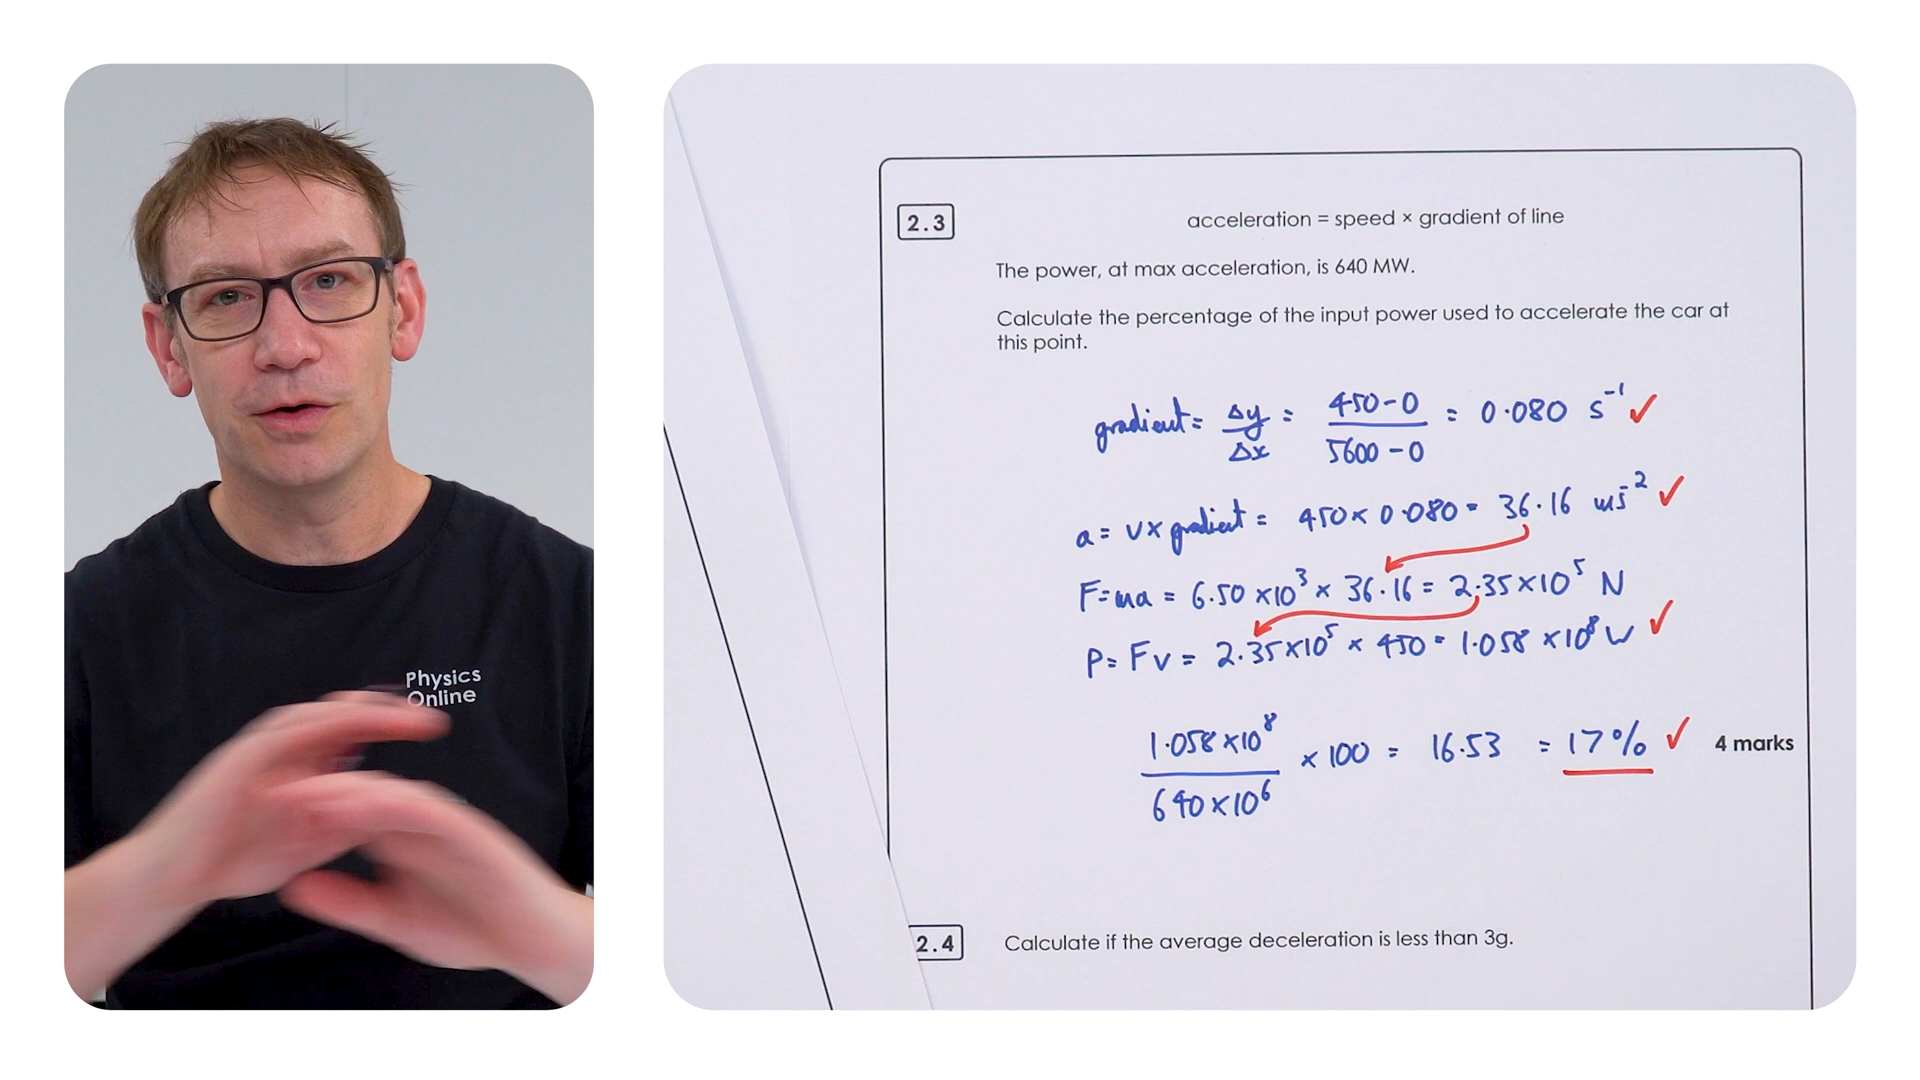 Physics
Online
2.3
acceleration = speed × gradient of line
The power, at max acceleration, is 640 MW.
Calculate the percentage of the input power used to accelerate the car at
this point.
gradient = Δy/Δx = (450-0)/(5600-0) = 0.080 s⁻¹ ✓
a = v × gradient = 450 × 0.080 = 36.16 ms⁻² ✓
F = ma = 6.50 × 10³ × 36.16 = 2.35 × 10⁵ N
P = Fv = 2.35 × 10⁵ × 450 = 1.058 × 10⁸ W ✓
(1.058 × 10⁸)/(640 × 10⁶) × 100 = 16.53 = 17% ✓ 4 marks
2.4 Calculate if the average deceleration is less than 3g.